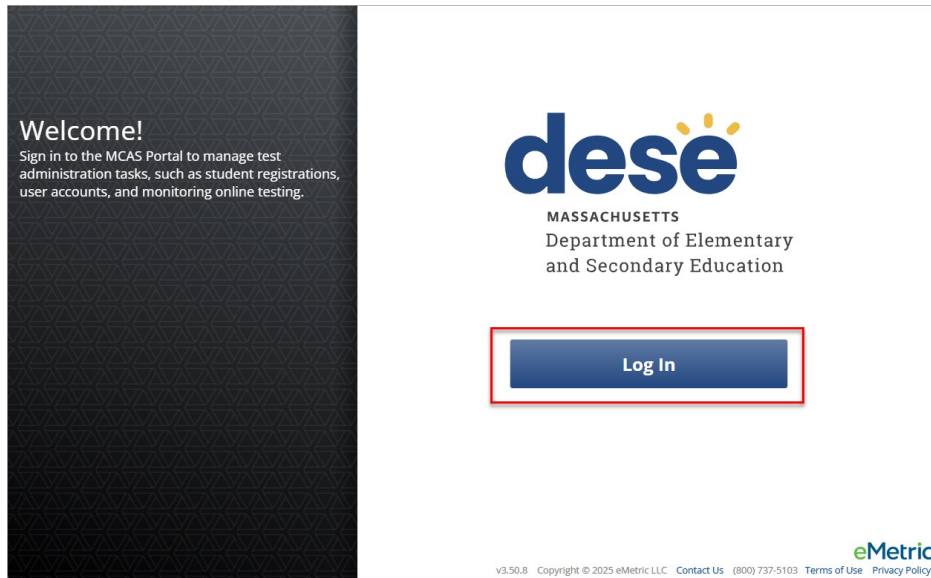 Welcome!
Sign in to the MCAS Portal to manage test
administration tasks, such as student registrations,
user accounts, and monitoring online testing.
dese
MASSACHUSETTS
Department of Elementary
and Secondary Education
Log In
eMetric
v3.50.8 Copyright © 2025 eMetric LLC Contact Us (800) 737-5103 Terms of Use Privacy Policy